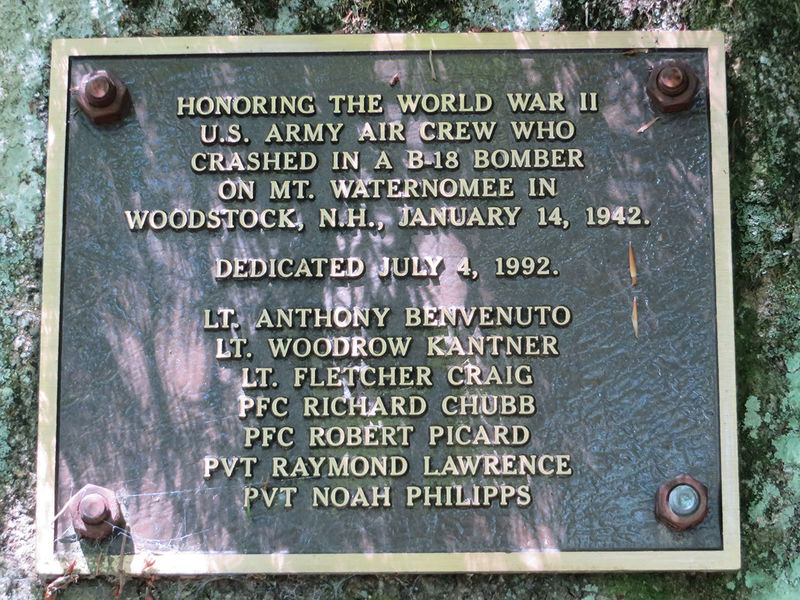 HONORING THE WORLD WAR II
U.S. ARMY AIR CREW WHO
CRASHED IN A B-18 BOMBER
ON MT. WATERNOMEE IN
WOODSTOCK, N.H., JANUARY 14, 1942.
DEDICATED JULY 4, 1992.
LT. ANTHONY BENVENUTO
LT. WOODROW KANTNER
LT. FLETCHER CRAIG
PFC RICHARD CHUBB
PFC ROBERT PICARD
PVT RAYMOND LAWRENCE
PVT NOAH PHILIPPS